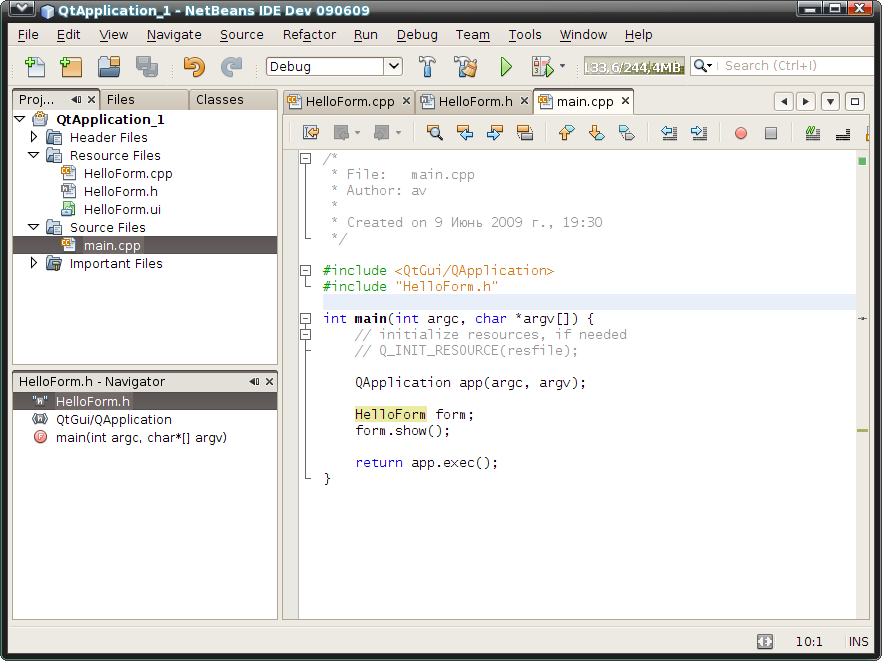 QtApplication_1 - NetBeans IDE Dev 090609
File Edit View Navigate Source Refactor Run Debug Team Tools Window Help
Debug 133,6/244,4MB Search (Ctrl+I)
Proj... Files Classes
QtApplication_1
Header Files
Resource Files
HelloForm.cpp
HelloForm.h
HelloForm.ui
Source Files
main.cpp
Important Files
HelloForm.h - Navigator
HelloForm.h
QtGui/QApplication
main(int argc, char*[] argv)
HelloForm.cpp HelloForm.h main.cpp
/*
 * File:   main.cpp
 * Author: av
 *
 * Created on 9 Июнь 2009 г., 19:30
 */
#include <QtGui/QApplication>
#include "HelloForm.h"
int main(int argc, char *argv[]) {
    // initialize resources, if needed
    // Q_INIT_RESOURCE(resfile);
    QApplication app(argc, argv);
    HelloForm form;
    form.show();
    return app.exec();
}
10:1 INS